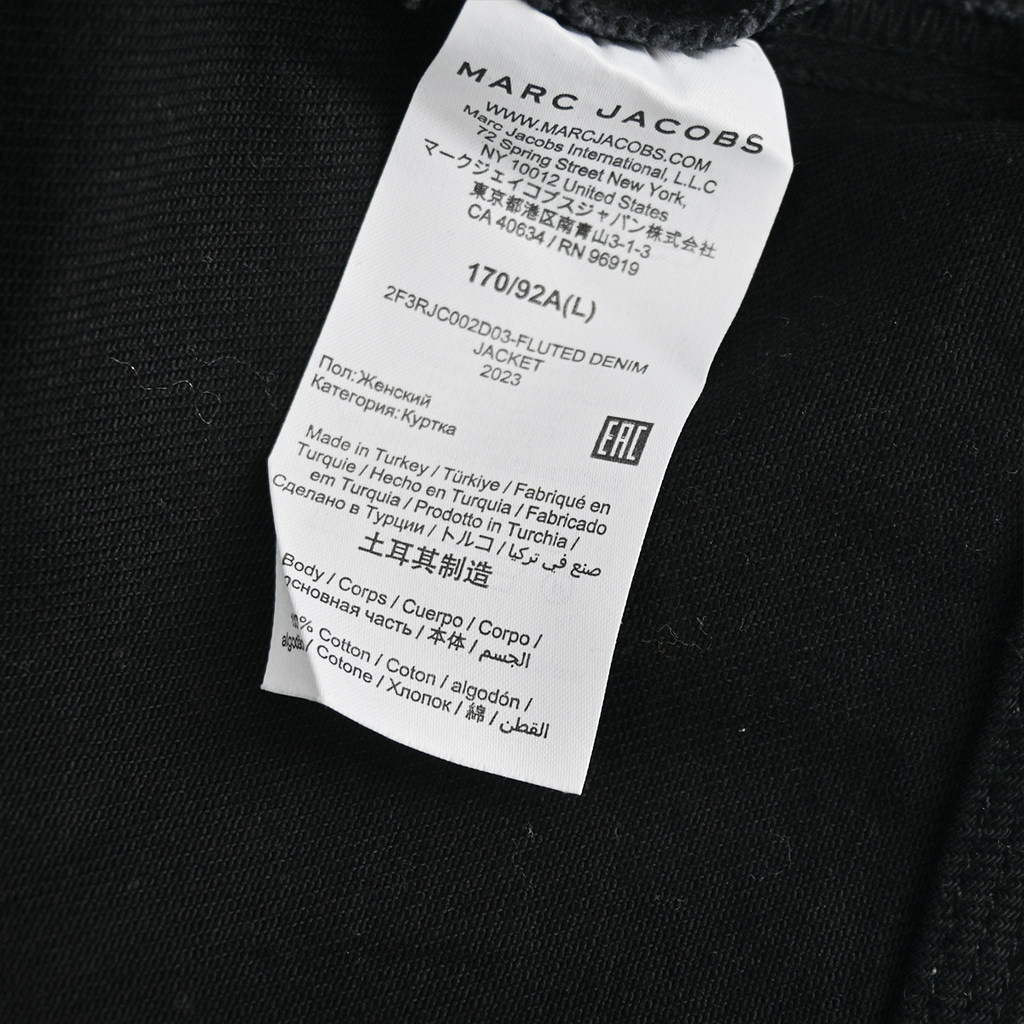 MARC JACOBS
WWW.MARCJACOBS.COM
Marc Jacobs International, L.L.C
72 Spring Street New York,
NY 10012 United States
マークジェイコブスジャパン株式会社
東京都港区南青山3-1-3
CA 40634 / RN 96919
170/92A(L)
2F3RJC002D03-FLUTED DENIM
JACKET
2023
Пол:Женский
Категория:Куртка
EAC
Made in Turkey / Türkiye / Fabriqué en
Turquie / Hecho en Turquia / Fabricado
em Turquia / Prodotto in Turchia /
Сделано в Турции / トルコ / صنع في تركيا
土耳其制造
Body / Corps / Cuerpo / Corpo /
основная часть / 本体 / الجسم
% Cotton / Coton / algodón /
/ Cotone / Хлопок / 綿 / القطن